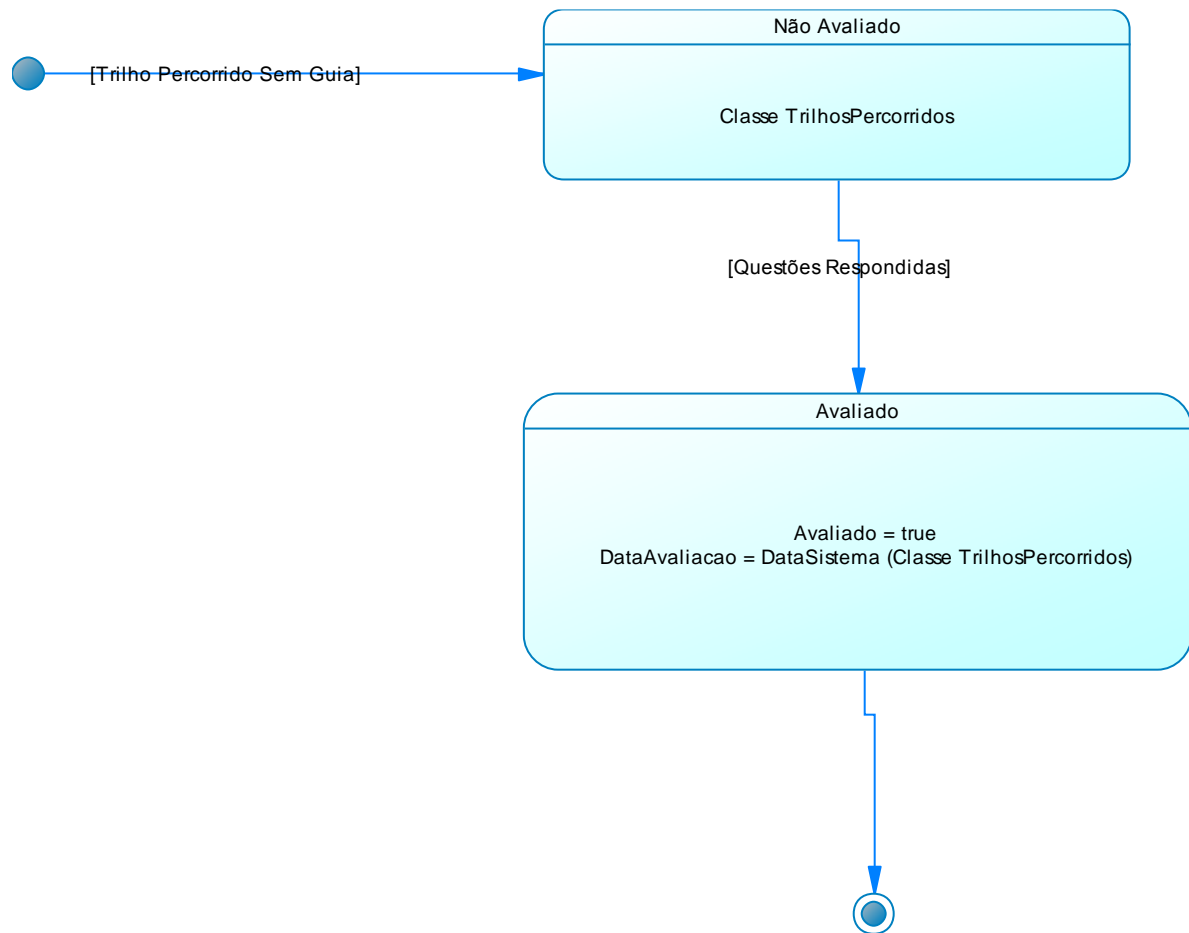 Não Avaliado
[Trilho Percorrido Sem Guia]
Classe TrilhosPercorridos
[Questões Respondidas]
Avaliado
Avaliado = true
DataAvaliacao = DataSistema (Classe TrilhosPercorridos)